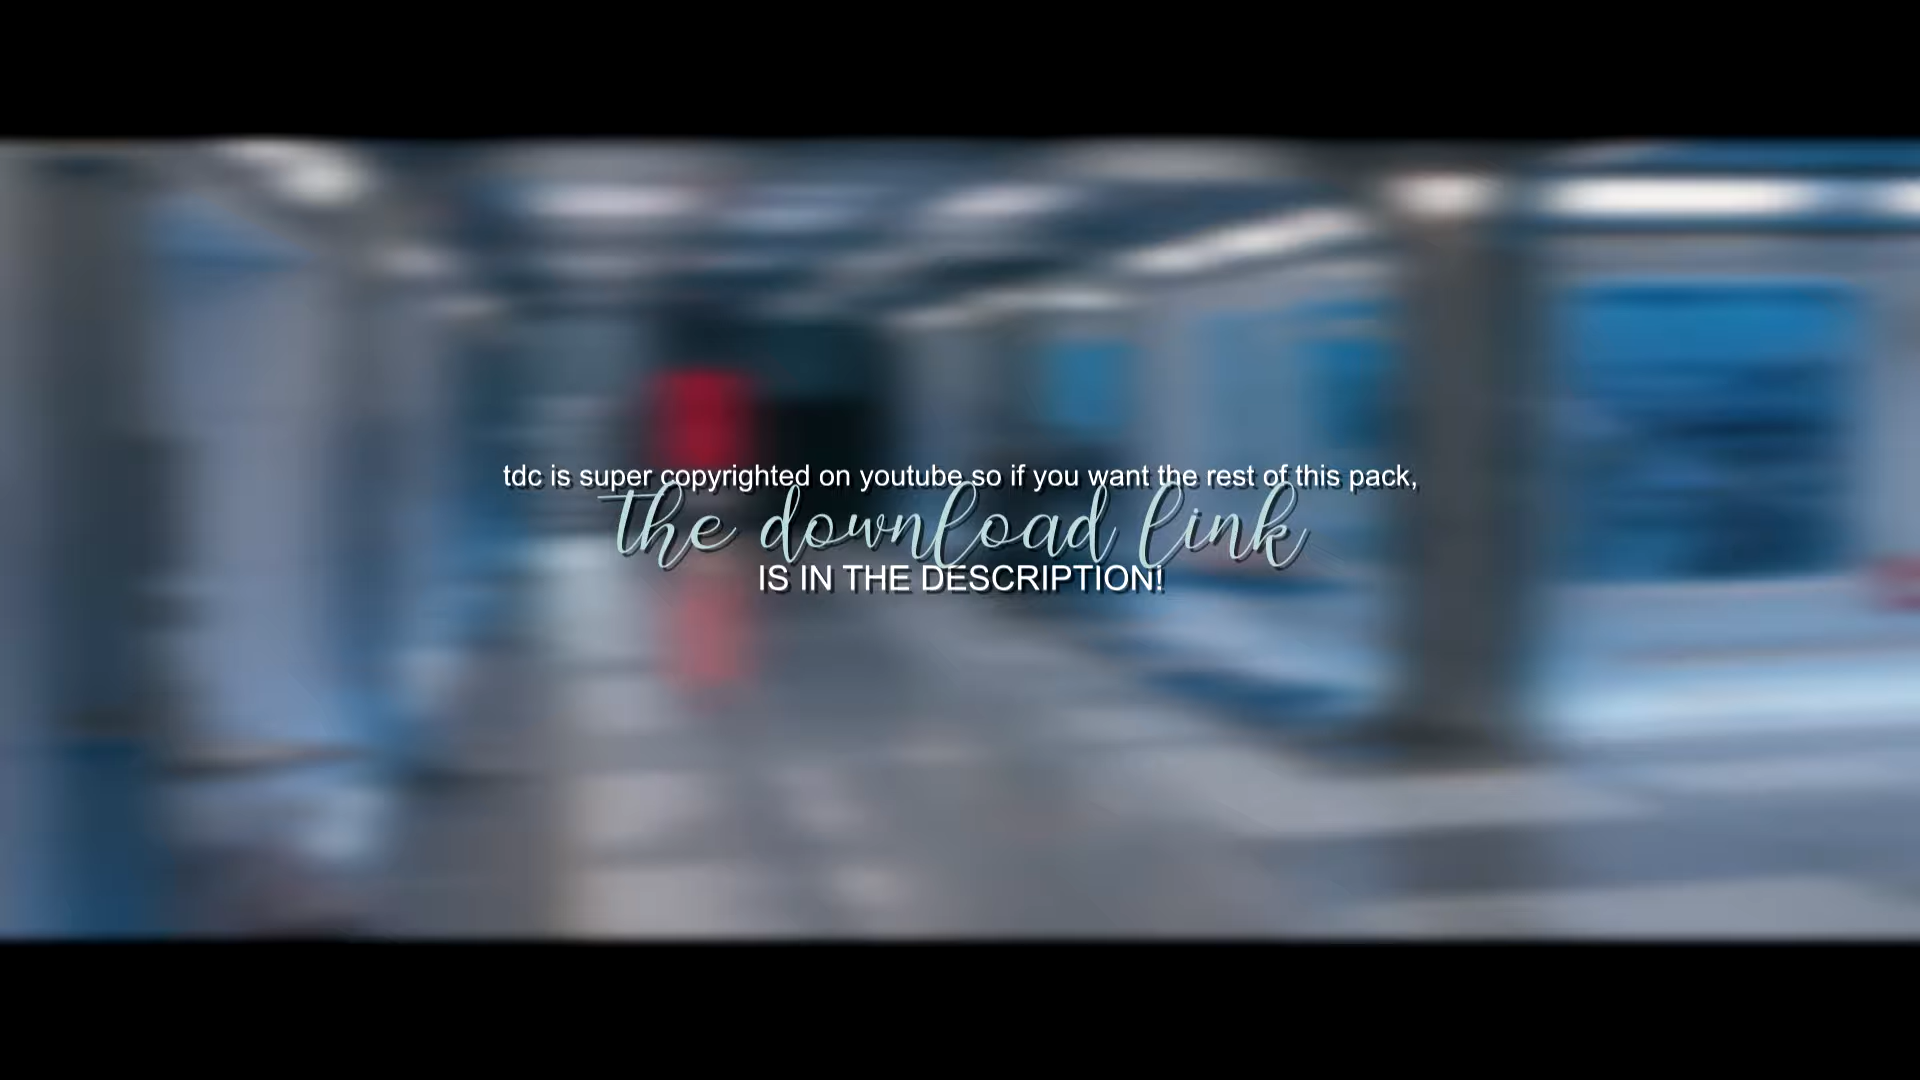 tdc is super copyrighted on youtube so if you want the rest of this pack,
the download link
IS IN THE DESCRIPTION!